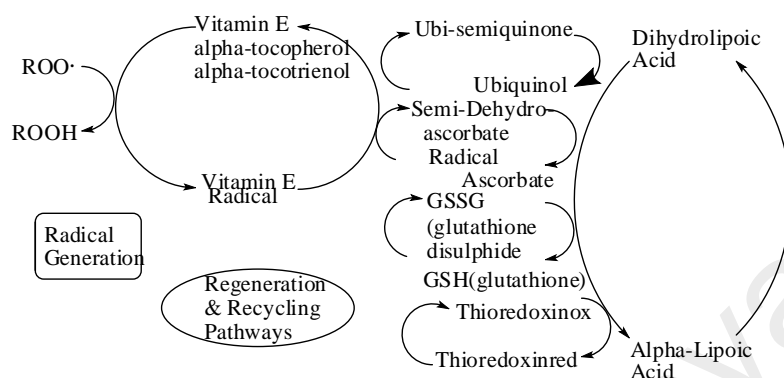 ROO·
ROOH
Vitamin E
alpha-tocopherol
alpha-tocotrienol
Vitamin E
Radical
Radical
Generation
Regeneration
& Recycling
Pathways
Ubi-semiquinone
Ubiquinol
Semi-Dehydro-
ascorbate
Radical
Ascorbate
GSSG
(glutathione
disulphide
GSH(glutathione)
Thioredoxinox
Thioredoxinred
Dihydrolipoic
Acid
Alpha-Lipoic
Acid